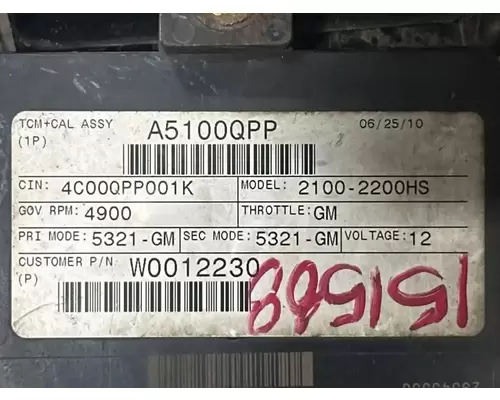 TCM+CAL ASSY A5100QPP 06/25/10
(1P)
CIN: 4C00QPP001K MODEL: 2100-2200HS
GOV RPM: 4900 THROTTLE: GM
PRI MODE: 5321-GM SEC MODE: 5321-GM VOLTAGE: 12
CUSTOMER P/N W0012230
(P)